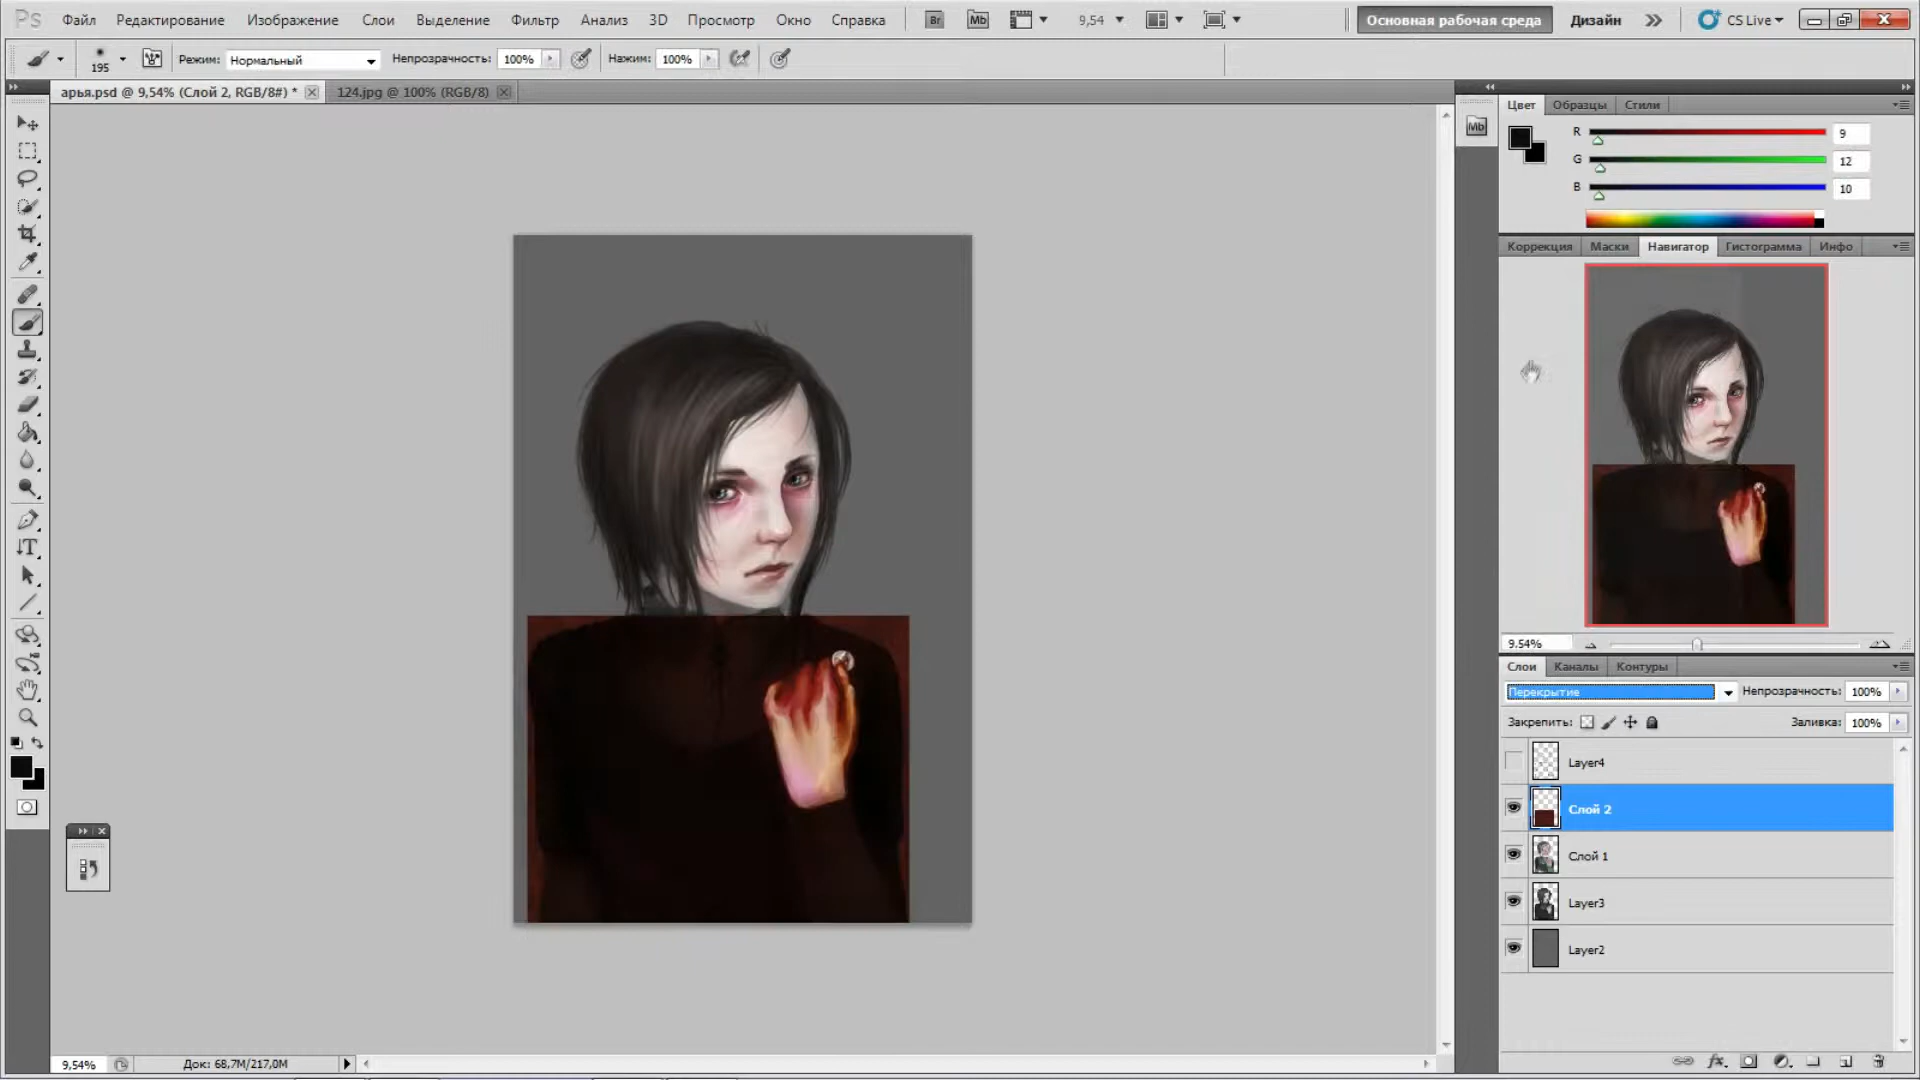 Ps Файл Редактирование Изображение Слои Выделение Фильтр Анализ 3D Просмотр Окно Справка Br Mb 9,54 Основная рабочая среда Дизайн CS Live
195 Режим: Нормальный Непрозрачность: 100% Нажим: 100%
арья.psd @ 9,54% (Слой 2, RGB/8#) * 124.jpg @ 100% (RGB/8)
Цвет Образцы Стили
Mb
R 9
G 12
B 10
Коррекция Маски Навигатор Гистограмма Инфо
9.54%
Слои Каналы Контуры
Перекрытие Непрозрачность: 100%
Закрепить: Заливка: 100%
Layer4
Слой 2
Слой 1
Layer3
Layer2
9,54% Док: 68,7M/217,0M